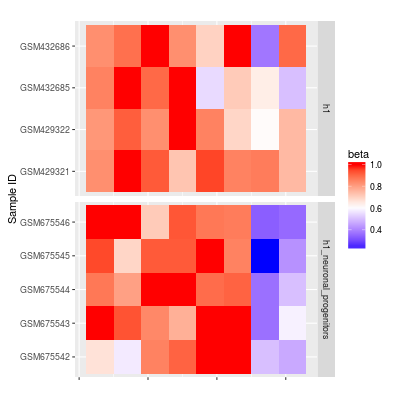 GSM432686
GSM432685
GSM429322
GSM429321
h1
GSM675546
GSM675545
GSM675544
GSM675543
GSM675542
h1_neuronal_progenitors
Sample ID
beta
1.0
0.8
0.6
0.4